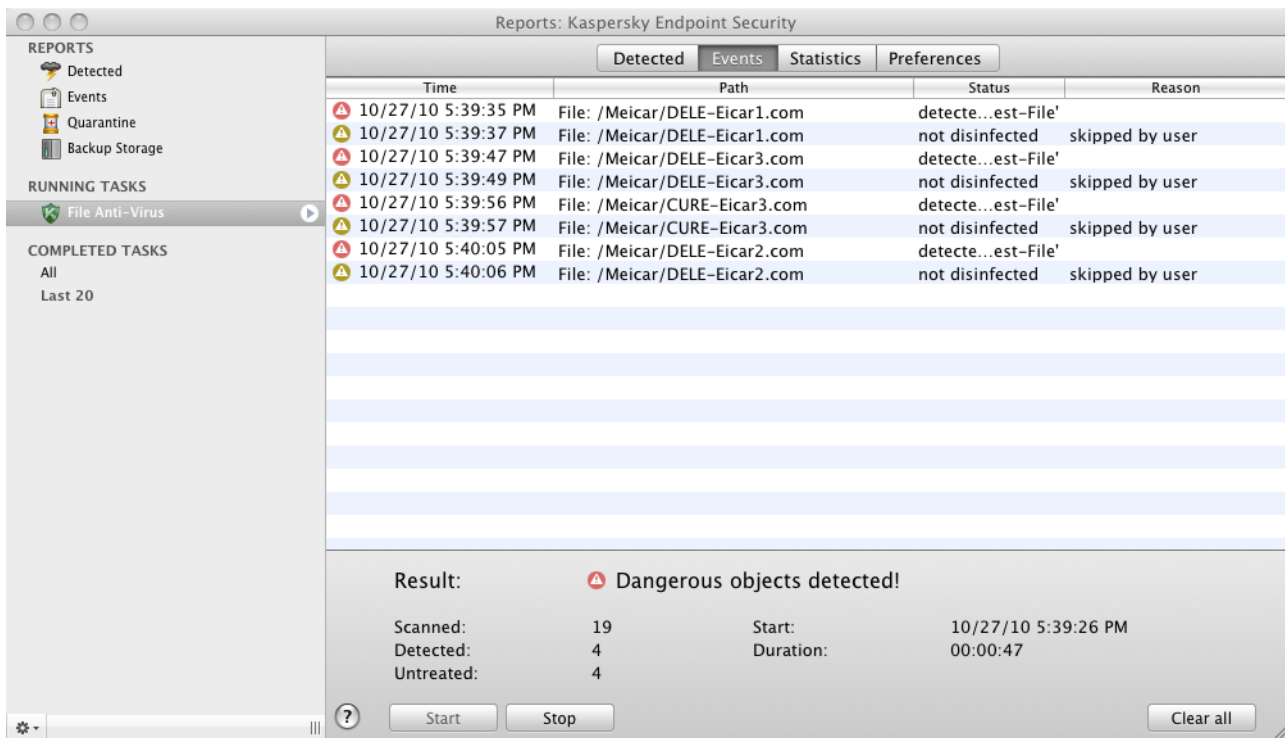 Reports: Kaspersky Endpoint Security
REPORTS
Detected
Events
Quarantine
Backup Storage
RUNNING TASKS
File Anti-Virus
COMPLETED TASKS
All
Last 20
Detected Events Statistics Preferences
Time Path Status Reason
10/27/10 5:39:35 PM File: /Meicar/DELE-Eicar1.com detecte...est-File'
10/27/10 5:39:37 PM File: /Meicar/DELE-Eicar1.com not disinfected skipped by user
10/27/10 5:39:47 PM File: /Meicar/DELE-Eicar3.com detecte...est-File'
10/27/10 5:39:49 PM File: /Meicar/DELE-Eicar3.com not disinfected skipped by user
10/27/10 5:39:56 PM File: /Meicar/CURE-Eicar3.com detecte...est-File'
10/27/10 5:39:57 PM File: /Meicar/CURE-Eicar3.com not disinfected skipped by user
10/27/10 5:40:05 PM File: /Meicar/DELE-Eicar2.com detecte...est-File'
10/27/10 5:40:06 PM File: /Meicar/DELE-Eicar2.com not disinfected skipped by user
Result: Dangerous objects detected!
Scanned: 19 Start: 10/27/10 5:39:26 PM
Detected: 4 Duration: 00:00:47
Untreated: 4
? Start Stop Clear all